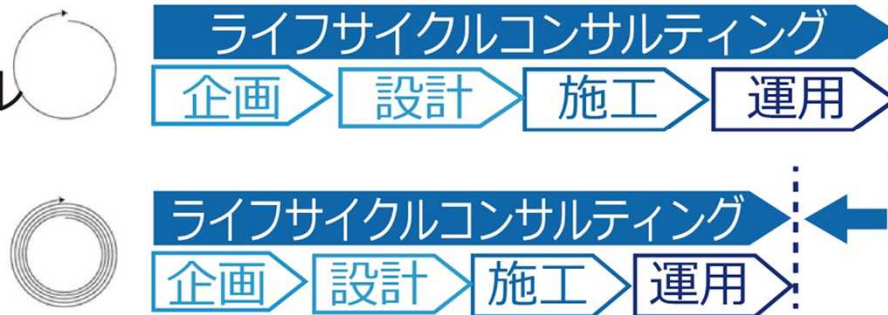 ル
ライフサイクルコンサルティング
企画 設計 施工 運用
ライフサイクルコンサルティング
企画 設計 施工 運用